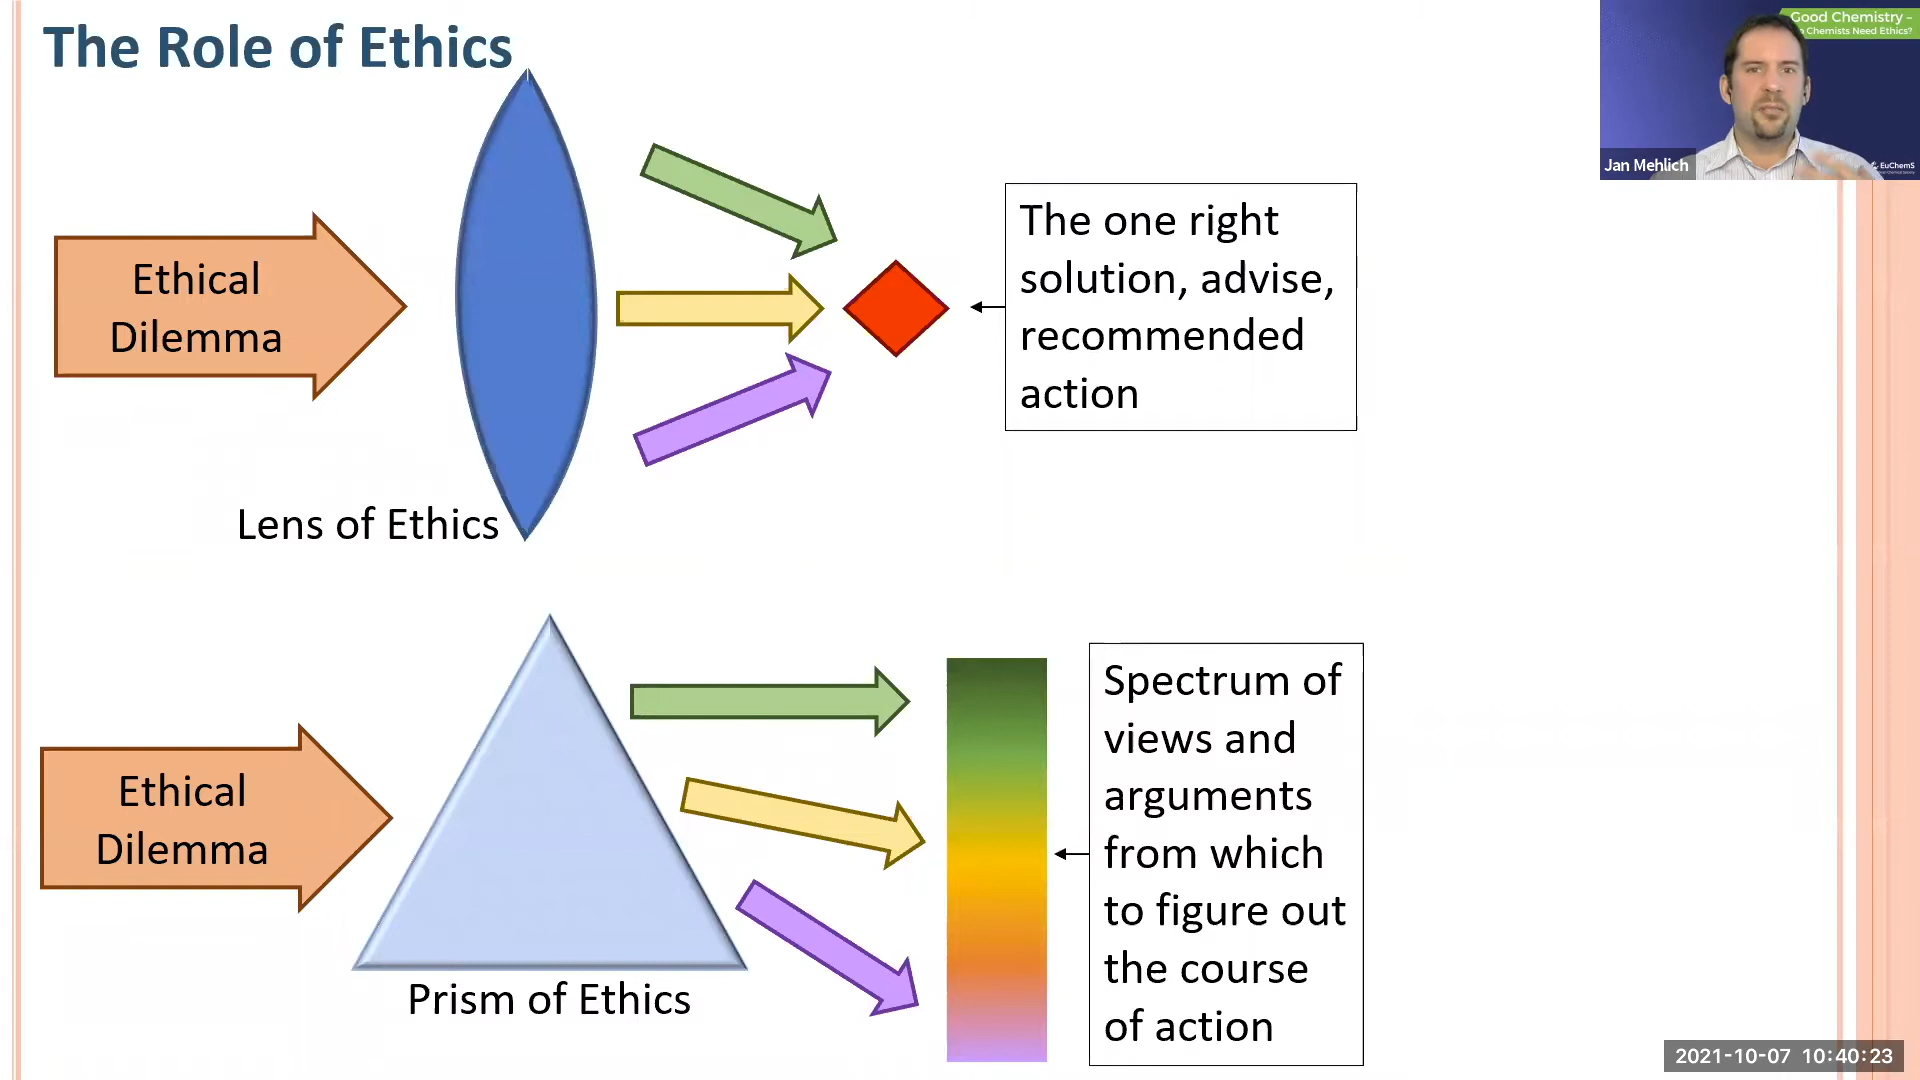 The Role of Ethics
Good Chemistry –
Chemists Need Ethics?
Jan Mehlich
EuChemS
Ethical
Dilemma
Lens of Ethics
The one right
solution, advise,
recommended
action
Ethical
Dilemma
Prism of Ethics
Spectrum of
views and
arguments
from which
to figure out
the course
of action
2021-10-07 10:40:23